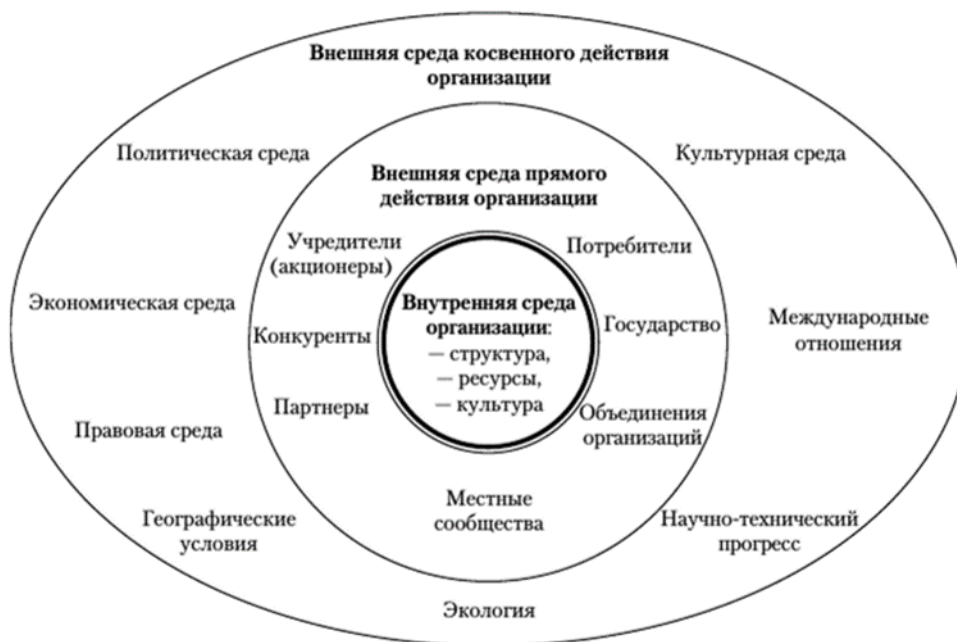 Внешняя среда косвенного действия
организации
Политическая среда
Культурная среда
Внешняя среда прямого
действия организации
Учредители
(акционеры)
Потребители
Экономическая среда
Конкуренты
Внутренняя среда
организации:
— структура,
— ресурсы,
— культура
Государство
Международные
отношения
Партнеры
Объединения
организаций
Правовая среда
Местные
сообщества
Географические
условия
Научно-технический
прогресс
Экология